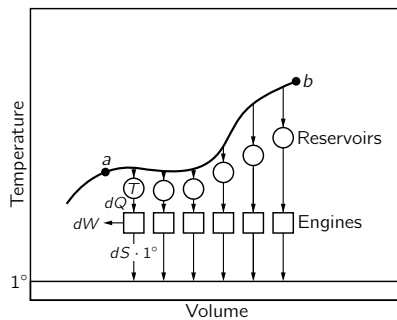 b
Reservoirs
a
T
dQ
dW
Engines
dS · 1°
1°
Temperature
Volume